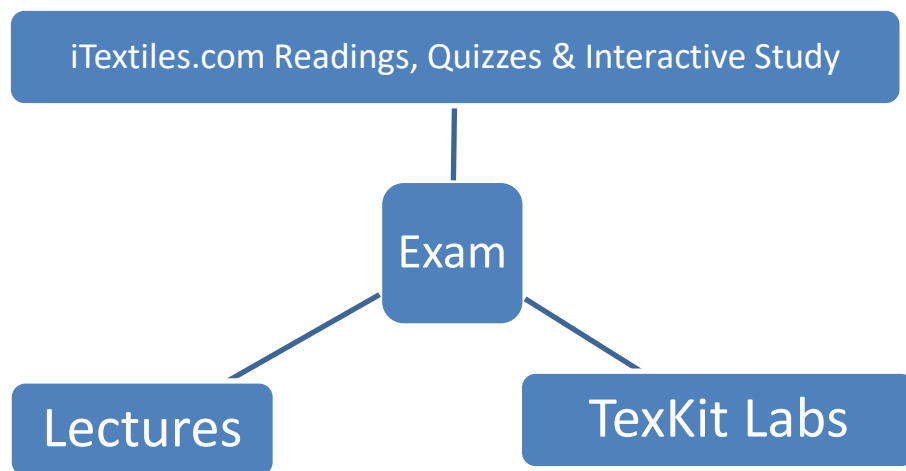 iTextiles.com Readings, Quizzes & Interactive Study
Exam
Lectures
TexKit Labs